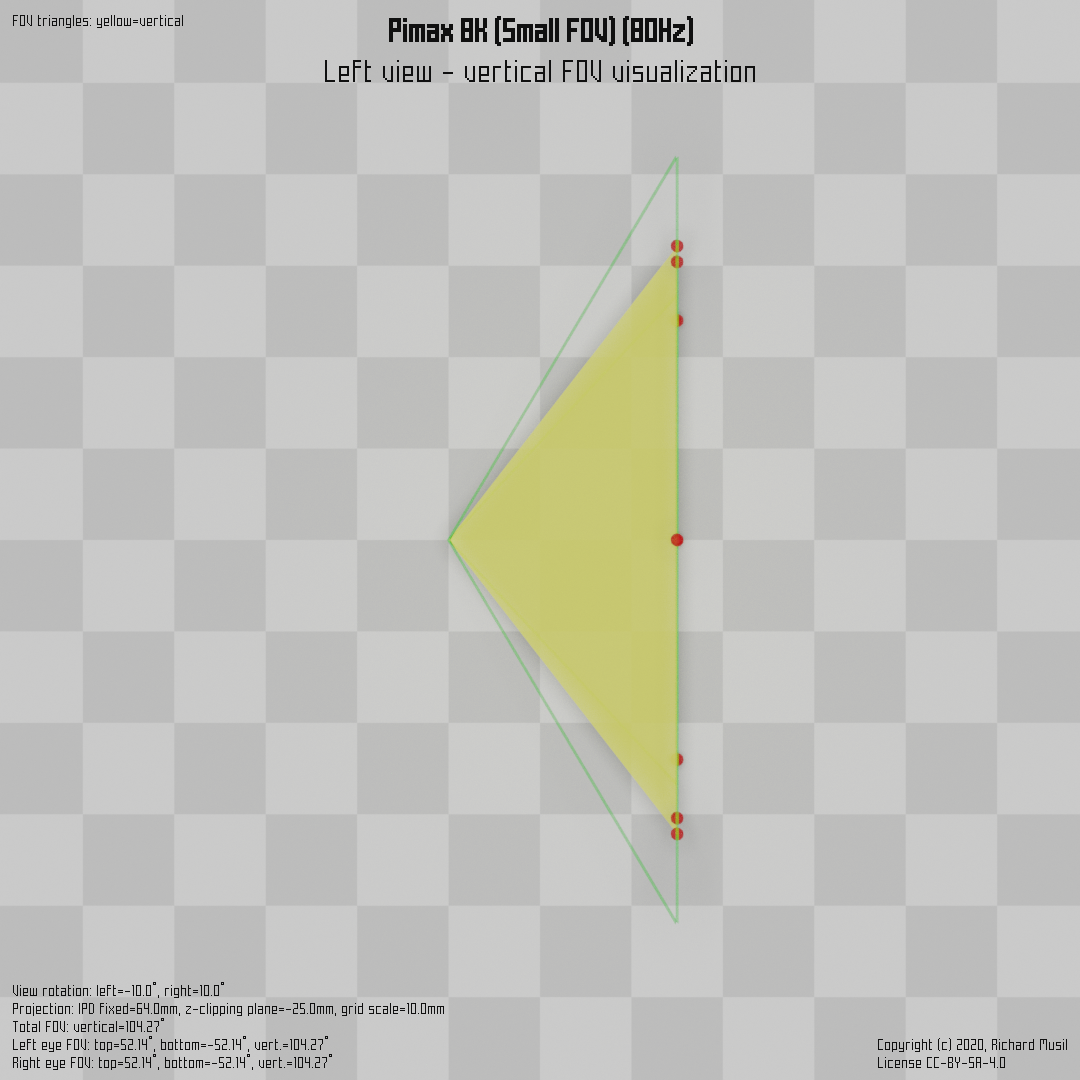 FOV triangles: yellow=vertical
Pimax 8K (Small FOV) (80Hz)
Left view - vertical FOV visualization
View rotation: left=-10.0°, right=10.0°
Projection: IPD fixed=64.0mm, z-clipping plane=-25.0mm, grid scale=10.0mm
Total FOV: vertical=104.27°
Left eye FOV: top=52.14°, bottom=-52.14°, vert.=104.27°
Right eye FOV: top=52.14°, bottom=-52.14°, vert.=104.27°
Copyright (c) 2020, Richard Musil
License CC-BY-SA-4.0